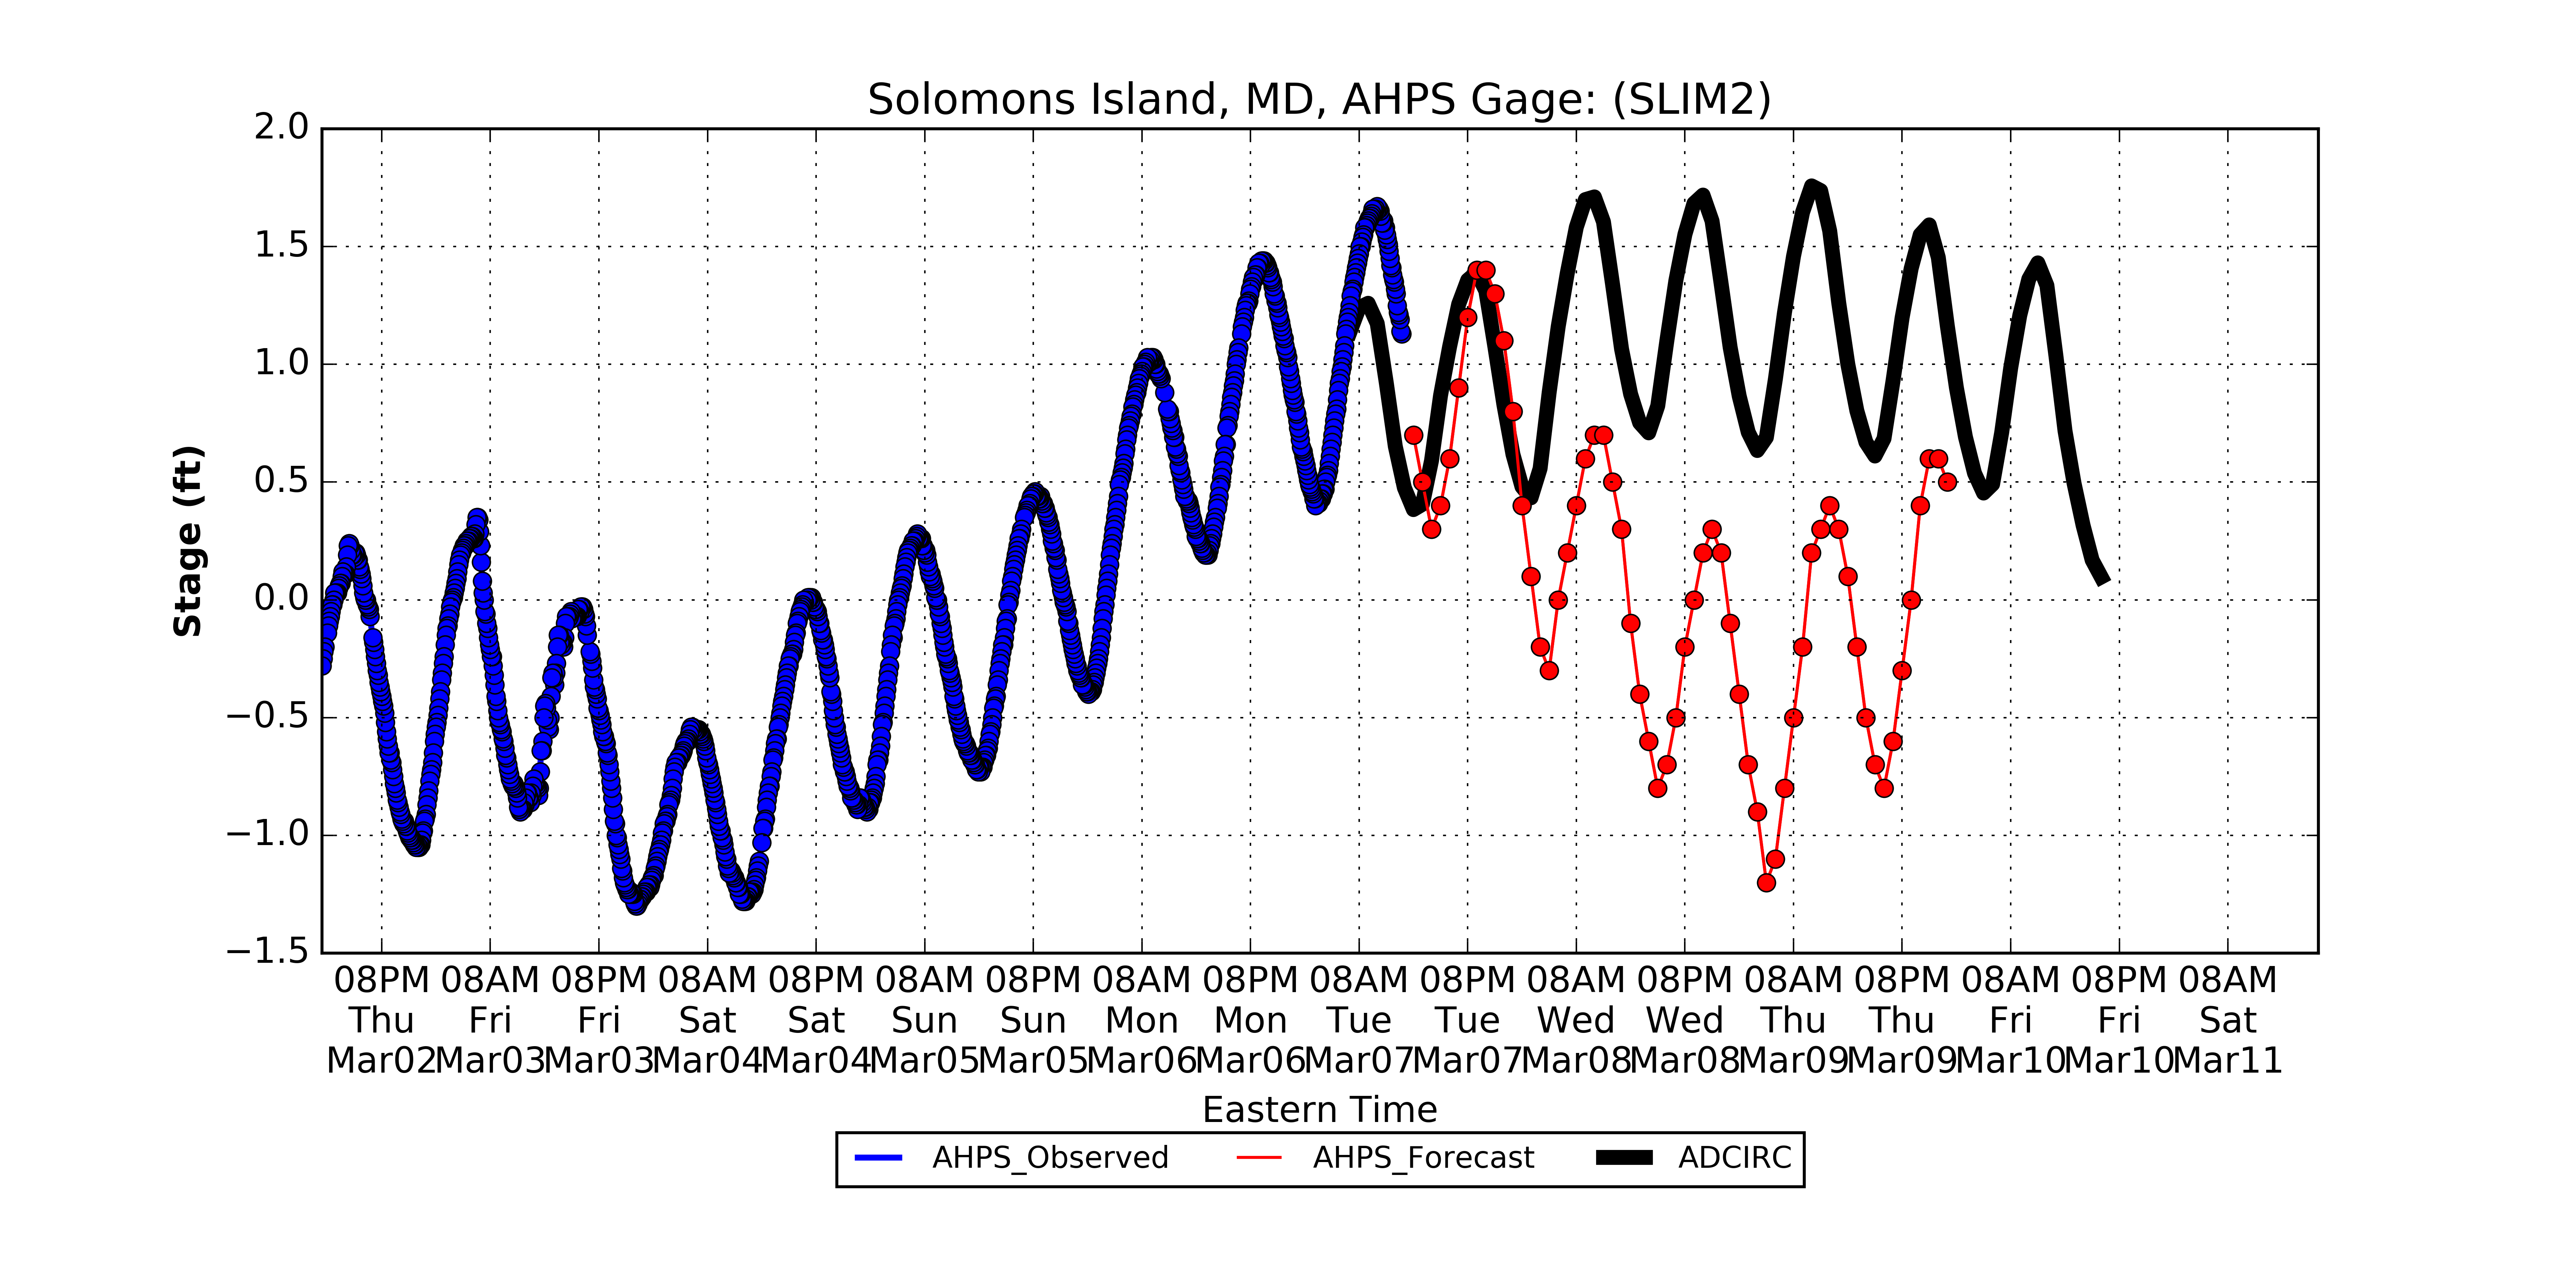 Solomons Island, MD, AHPS Gage: (SLIM2)
2.0
1.5
1.0
0.5
0.0
−0.5
−1.0
−1.5
Stage (ft)
08PM 08AM 08PM 08AM 08PM 08AM 08PM 08AM 08PM 08AM 08PM 08AM 08PM 08AM 08PM 08AM 08PM 08AM
Thu Fri Fri Sat Sat Sun Sun Mon Mon Tue Tue Wed Wed Thu Thu Fri Fri Sat
Mar02 Mar03 Mar03 Mar04 Mar04 Mar05 Mar05 Mar06 Mar06 Mar07 Mar07 Mar08 Mar08 Mar09 Mar09 Mar10 Mar10 Mar11
Eastern Time
AHPS_Observed AHPS_Forecast ADCIRC